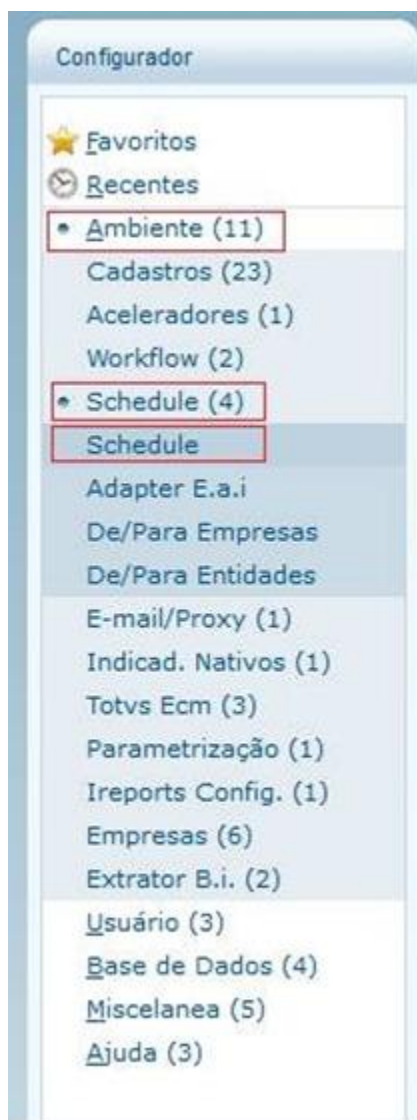 Configurador
Favoritos
Recentes
Ambiente (11)
Cadastros (23)
Aceleradores (1)
Workflow (2)
Schedule (4)
Schedule
Adapter E.a.i
De/Para Empresas
De/Para Entidades
E-mail/Proxy (1)
Indicad. Nativos (1)
Totvs Ecm (3)
Parametrização (1)
Ireports Config. (1)
Empresas (6)
Extrator B.i. (2)
Usuário (3)
Base de Dados (4)
Miscelanea (5)
Ajuda (3)